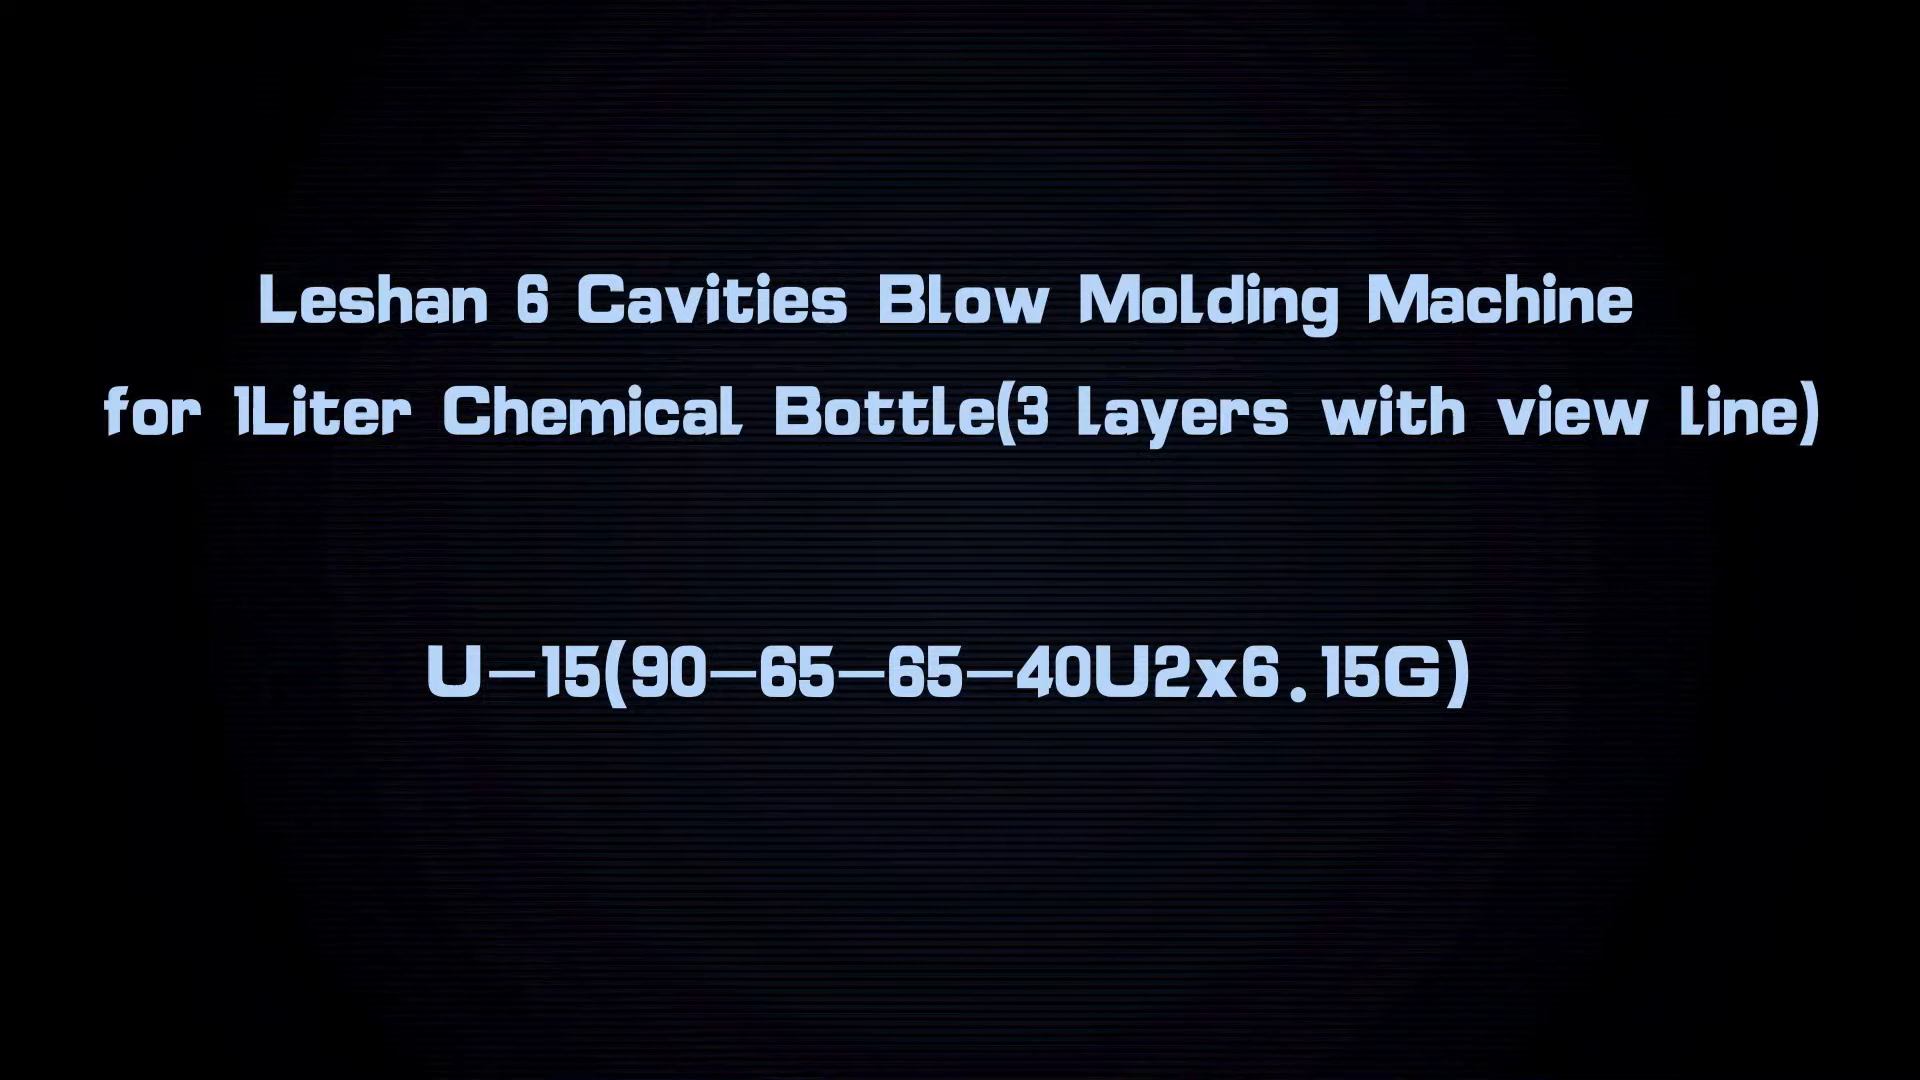 Leshan 6 Cavities Blow Molding Machine
for 1Liter Chemical Bottle(3 layers with view line)
U-15(90-65-65-40U2x6.15G)